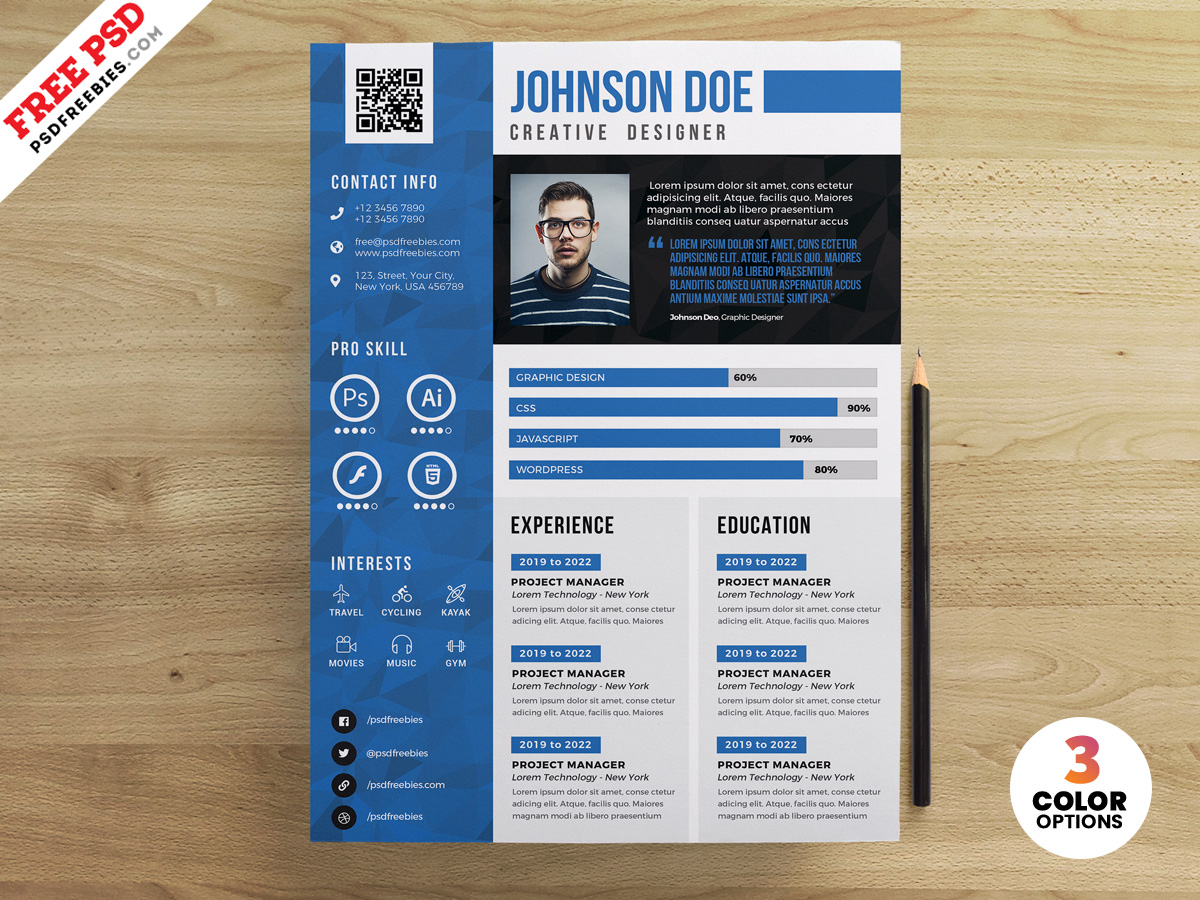 FREE PSD
PSDFREEBIES.COM
JOHNSON DOE
CREATIVE DESIGNER
CONTACT INFO
+12 3456 7890
+12 3456 7890
free@psdfreebies.com
www.psdfreebies.com
123, Street, Your City,
New York, USA 456789
PRO SKILL
Ps
Ai
HTML
5
INTERESTS
TRAVEL CYCLING KAYAK
MOVIES MUSIC GYM
/psdfreebies
@psdfreebies
/psdfreebies.com
/psdfreebies
Lorem ipsum dolor sit amet, cons ectetur
adipisicing elit. Atque, facilis quo. Maiores
magnam modi ab libero praesentium
blanditiis conseq uatur aspernatur accus
“ LOREM IPSUM DOLOR SIT AMET, CONS ECTETUR
ADIPISICING ELIT. ATQUE, FACILIS QUO. MAIORES
MAGNAM MODI AB LIBERO PRAESENTIUM
BLANDITIIS CONSEQ UATUR ASPERNATUR ACCUS
ANTIUM MAXIME MOLESTIAE SUNT IPSA.”
Johnson Deo, Graphic Designer
GRAPHIC DESIGN 60%
CSS 90%
JAVASCRIPT 70%
WORDPRESS 80%
EXPERIENCE
2019 to 2022
PROJECT MANAGER
Lorem Technology - New York
Lorem ipsum dolor sit amet, conse ctetur
adicing elit. Atque, facilis quo. Maiores
2019 to 2022
PROJECT MANAGER
Lorem Technology - New York
Lorem ipsum dolor sit amet, conse ctetur
adicing elit. Atque, facilis quo. Maiores
2019 to 2022
PROJECT MANAGER
Lorem Technology - New York
Lorem ipsum dolor sit amet, conse ctetur
adicing elit. Atque, facilis quo. Maiores
magnam modi ab libero praesentium
EDUCATION
2019 to 2022
PROJECT MANAGER
Lorem Technology - New York
Lorem ipsum dolor sit amet, conse ctetur
adicing elit. Atque, facilis quo. Maiores
2019 to 2022
PROJECT MANAGER
Lorem Technology - New York
Lorem ipsum dolor sit amet, conse ctetur
adicing elit. Atque, facilis quo. Maiores
2019 to 2022
PROJECT MANAGER
Lorem Technology - New York
Lorem ipsum dolor sit amet, conse ctetur
adicing elit. Atque, facilis quo. Maiores
magnam modi ab libero praesentium
3
COLOR
OPTIONS